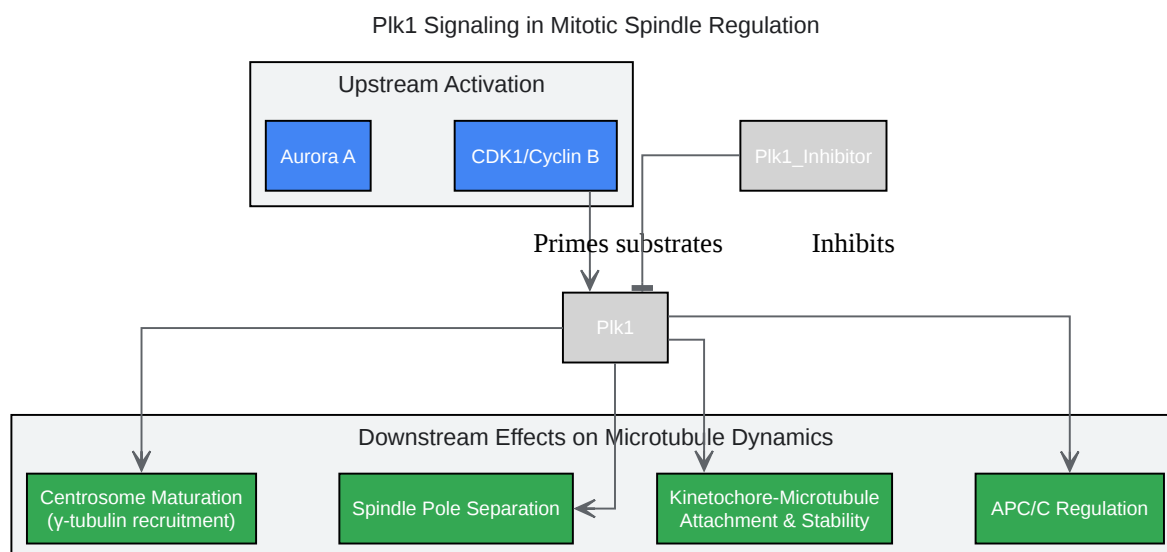 Plk1 Signaling in Mitotic Spindle Regulation
Upstream Activation
Aurora A
CDK1/Cyclin B
Plk1_Inhibitor
Primes substrates
Inhibits
Plk1
Downstream Effects on Microtubule Dynamics
Centrosome Maturation
(γ-tubulin recruitment)
Spindle Pole Separation
Kinetochore-Microtubule
Attachment & Stability
APC/C Regulation